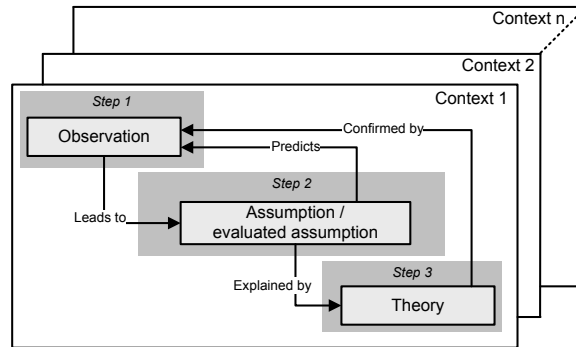 Context n
Context 2
Context 1
Step 1
Observation
Confirmed by
Predicts
Step 2
Leads to
Assumption /
evaluated assumption
Step 3
Explained by
Theory